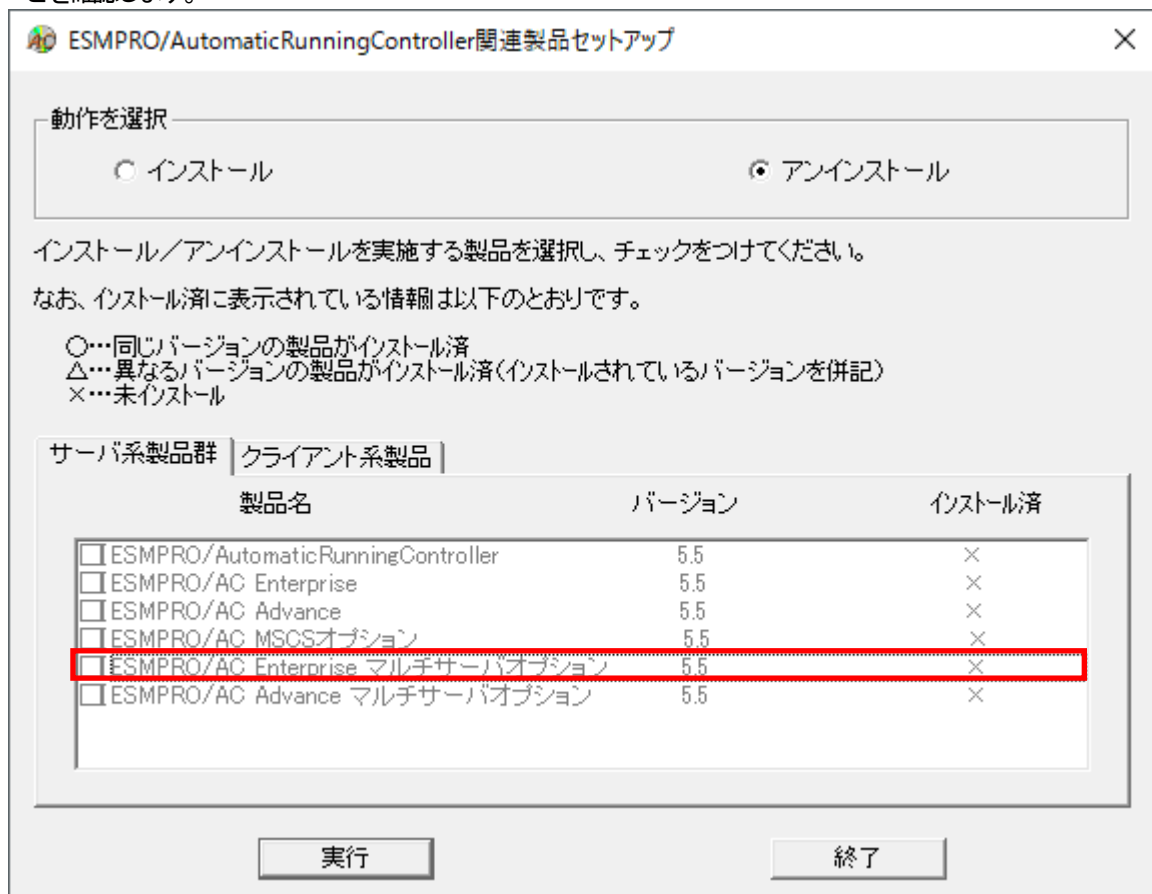 とを確認します。
ESMPRO/AutomaticRunningController関連製品セットアップ
動作を選択
インストール
アンインストール
インストール／アンインストールを実施する製品を選択し、チェックをつけてください。
なお、インストール済に表示されている情報は以下のとおりです。
○…同じバージョンの製品がインストール済
△…異なるバージョンの製品がインストール済(インストールされているバージョンを併記)
×…未インストール
サーバ系製品群 クライアント系製品
製品名 バージョン インストール済
ESMPRO/AutomaticRunningController 5.5 ×
ESMPRO/AC Enterprise 5.5 ×
ESMPRO/AC Advance 5.5 ×
ESMPRO/AC MSCSオプション 5.5 ×
ESMPRO/AC Enterprise マルチサーバオプション 5.5 ×
ESMPRO/AC Advance マルチサーバオプション 5.5 ×
実行 終了